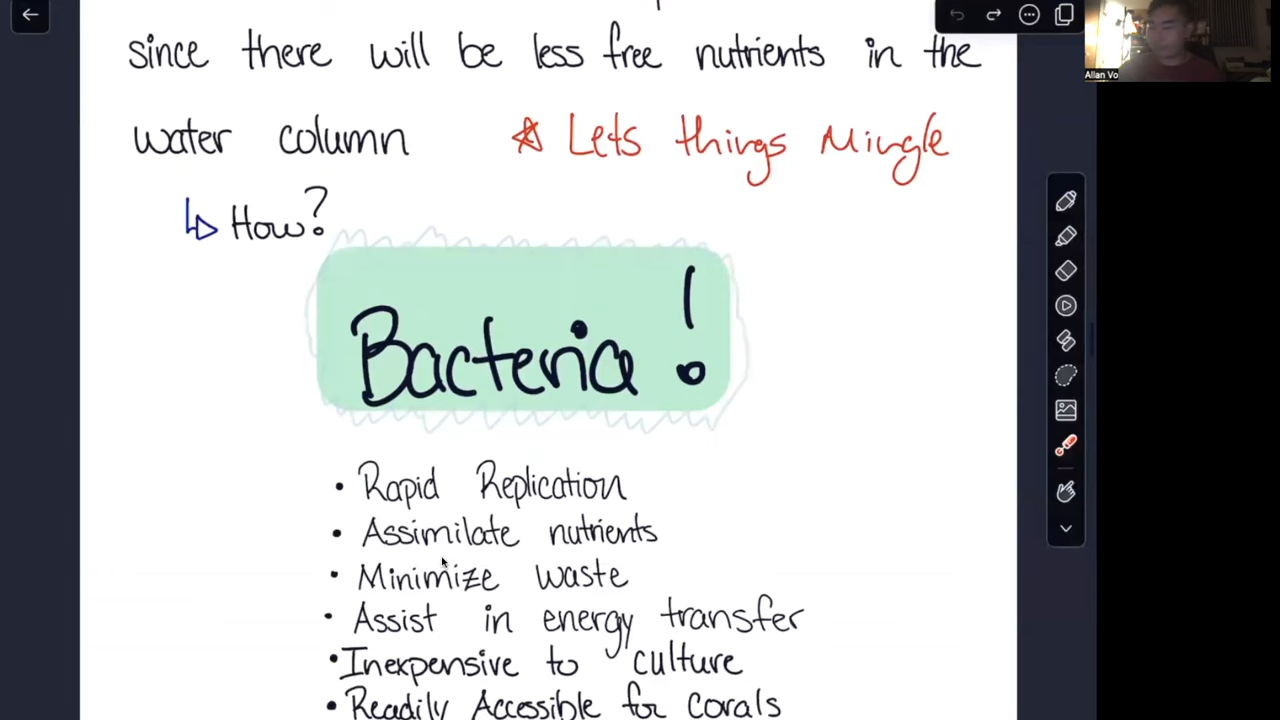 since there will be less free nutrients in the
water column ☆ Lets things Mingle
↳ How?
Bacteria!
• Rapid Replication
• Assimilate nutrients
• Minimize waste
• Assist in energy transfer
• Inexpensive to culture
• Readily Accessible for corals
Allan Vo